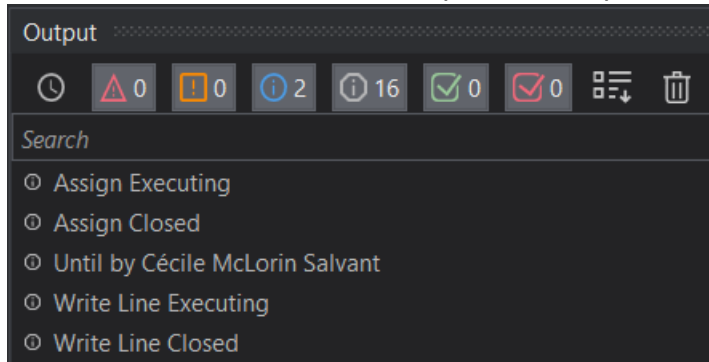 Output
0 0 2 16 0 0
Search
Assign Executing
Assign Closed
Until by Cécile McLorin Salvant
Write Line Executing
Write Line Closed